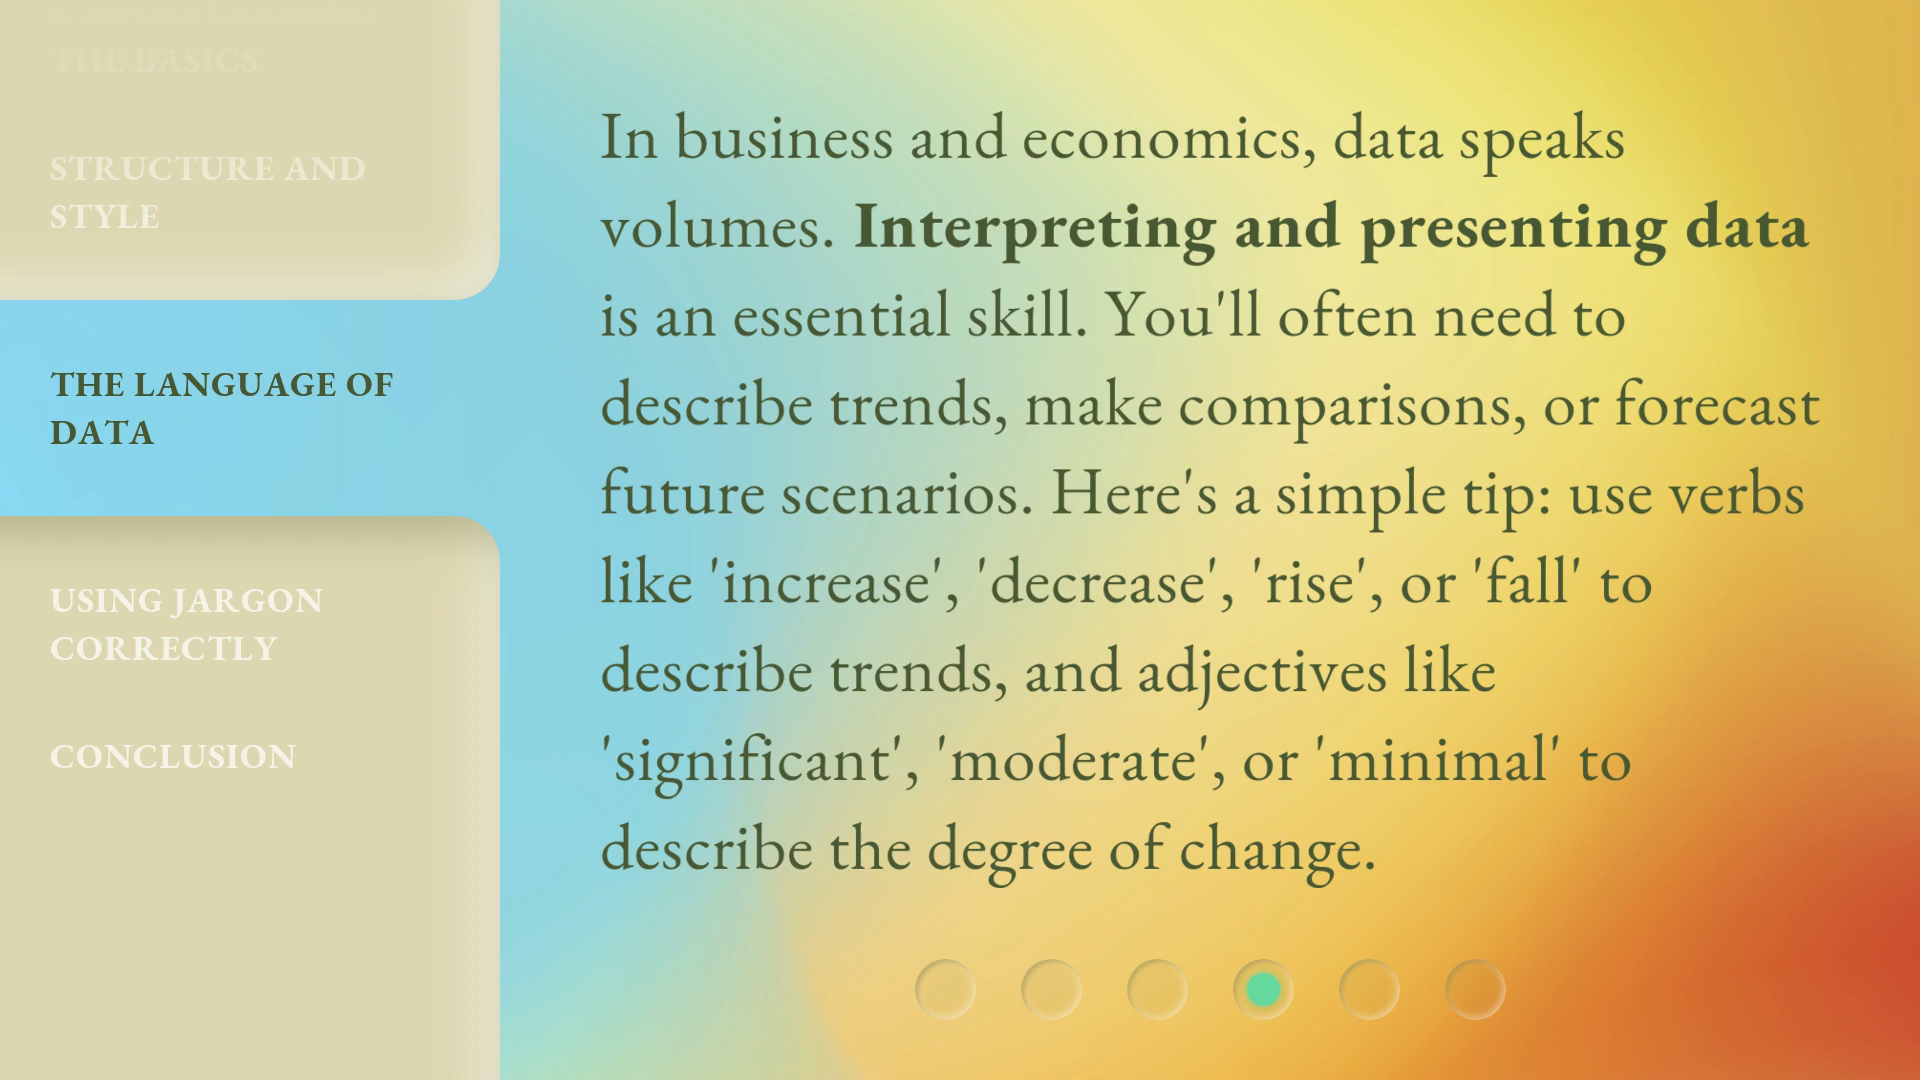 THE BASICS
STRUCTURE AND
STYLE
THE LANGUAGE OF
DATA
USING JARGON
CORRECTLY
CONCLUSION
In business and economics, data speaks
volumes. Interpreting and presenting data
is an essential skill. You'll often need to
describe trends, make comparisons, or forecast
future scenarios. Here's a simple tip: use verbs
like 'increase', 'decrease', 'rise', or 'fall' to
describe trends, and adjectives like
'significant', 'moderate', or 'minimal' to
describe the degree of change.